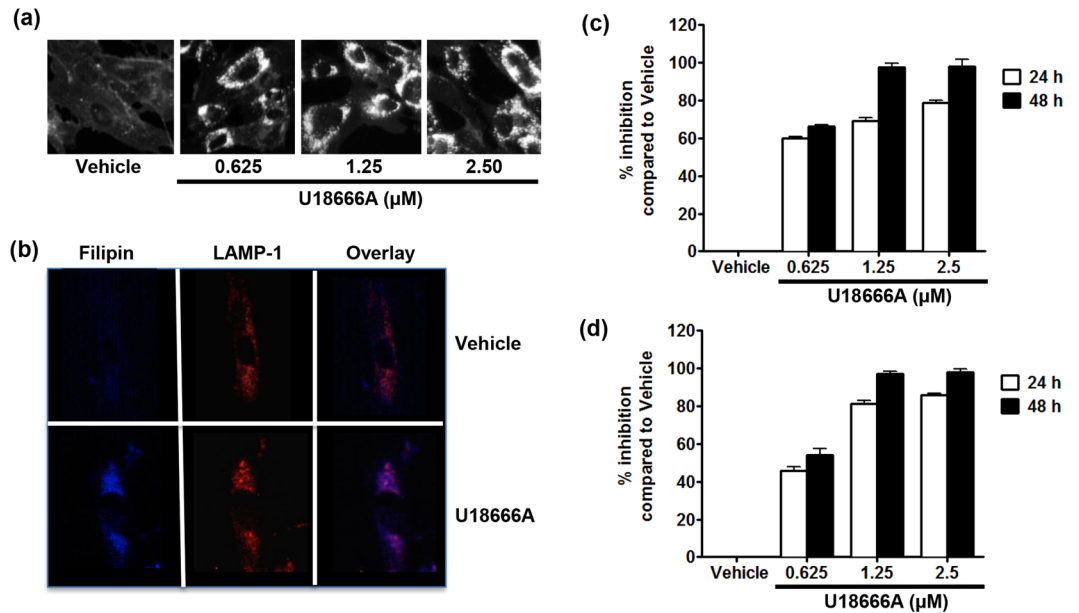 (a)
Vehicle 0.625 1.25 2.50
U18666A (µM)
(b)
Filipin LAMP-1 Overlay
Vehicle
U18666A
(c)
% inhibition
compared to Vehicle
120
100
80
60
40
20
0
Vehicle 0.625 1.25 2.5
U18666A (µM)
24 h
48 h
(d)
% inhibition
compared to Vehicle
120
100
80
60
40
20
0
Vehicle 0.625 1.25 2.5
U18666A (µM)
24 h
48 h